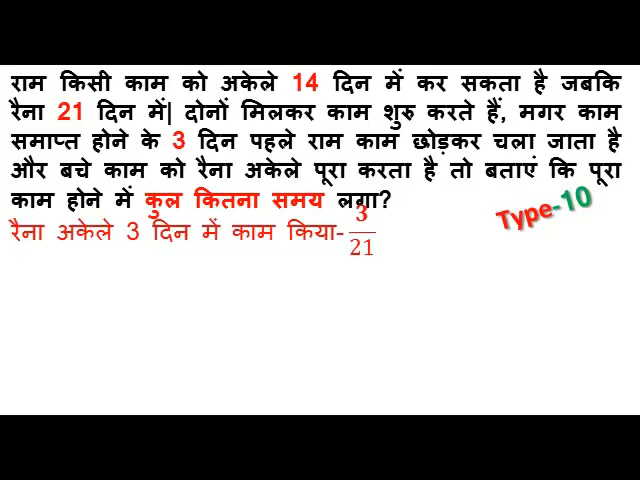 राम किसी काम को अकेले 14 दिन में कर सकता है जबकि
रैना 21 दिन में| दोनों मिलकर काम शुरु करते हैं, मगर काम
समाप्त होने के 3 दिन पहले राम काम छोड़कर चला जाता है
और बचे काम को रैना अकेले पूरा करता है तो बताएं कि पूरा
काम होने में कुल कितना समय लगा?
Type-10
रैना अकेले 3 दिन में काम किया- 3/21